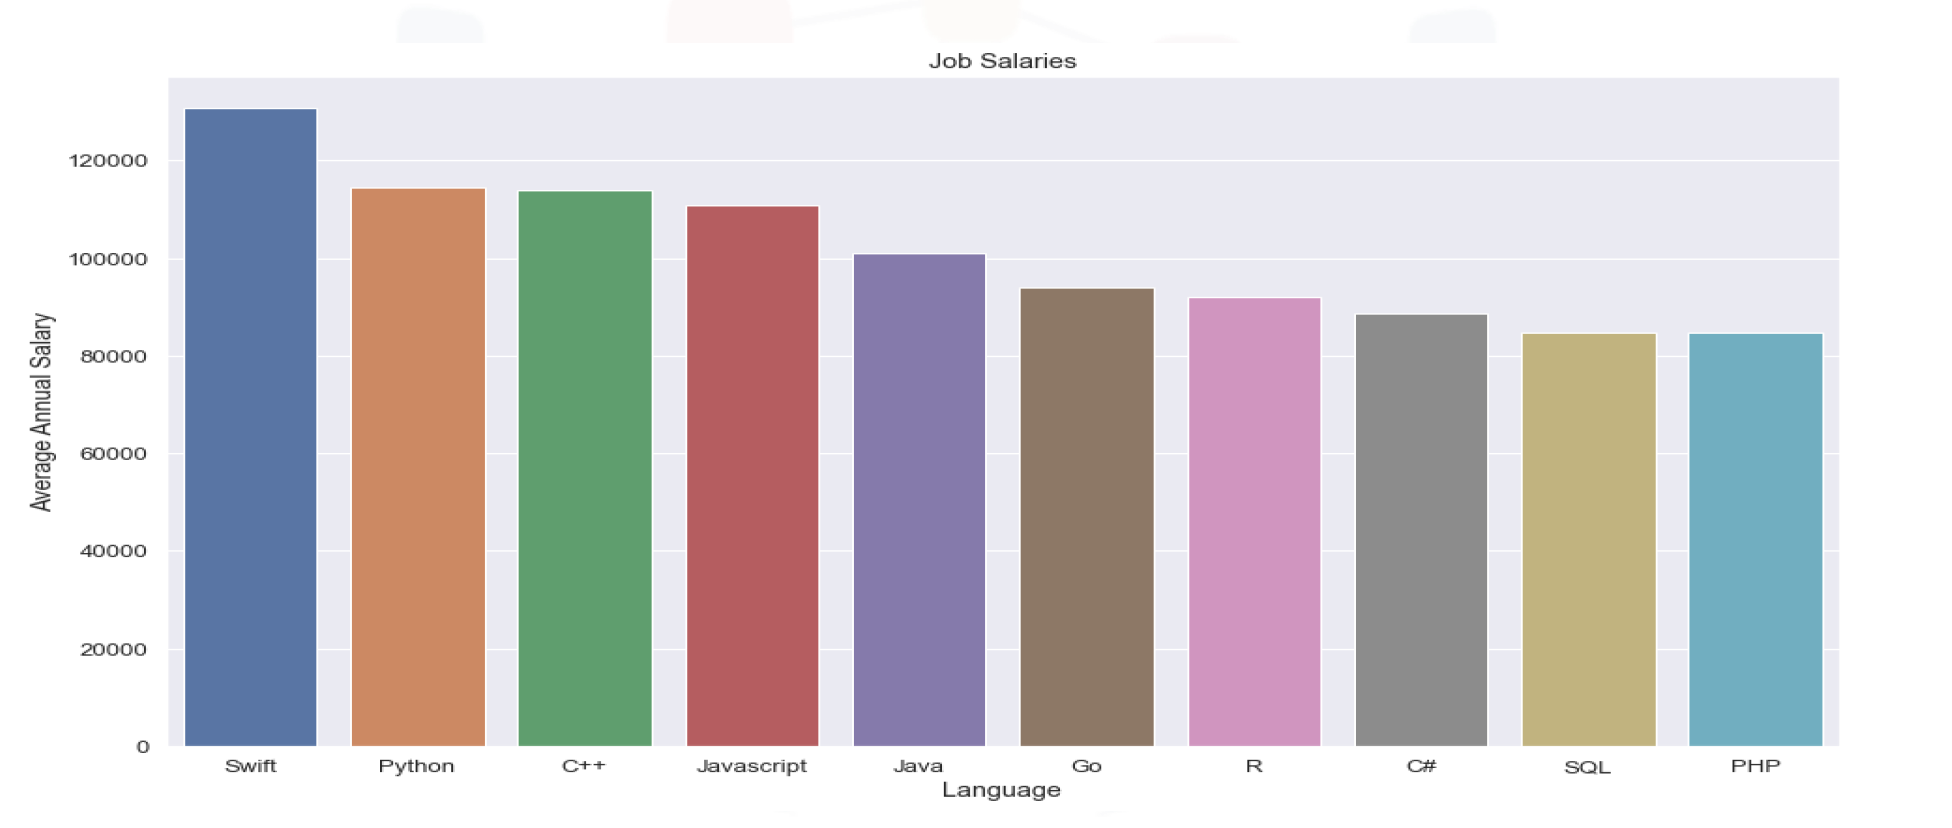 Job Salaries
120000
100000
80000
60000
40000
20000
0
Average Annual Salary
Swift Python C++ Javascript Java Go R C# SQL PHP
Language